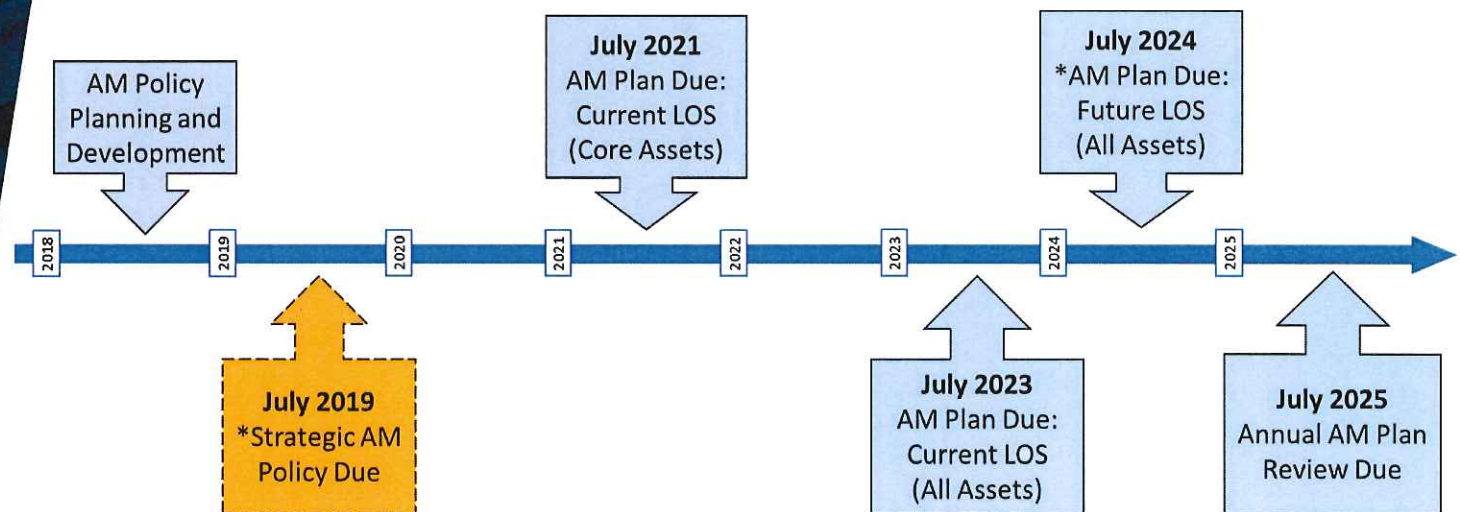 AM Policy
Planning and
Development
July 2021
AM Plan Due:
Current LOS
(Core Assets)
July 2024
*AM Plan Due:
Future LOS
(All Assets)
2018
2019
2020
2021
2022
2023
2024
2025
July 2019
*Strategic AM
Policy Due
July 2023
AM Plan Due:
Current LOS
(All Assets)
July 2025
Annual AM Plan
Review Due